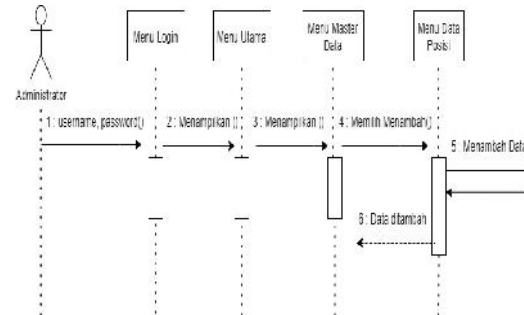 Menu Login
Menu Utama
Menu Master
Data
Menu Data
Posisi
Administrator
1 : username, password()
2 : Menampilkan ()
3 : Menampilkan ()
4 : Memilih Menambah()
5 : Menambah Data
6 : Data ditambah